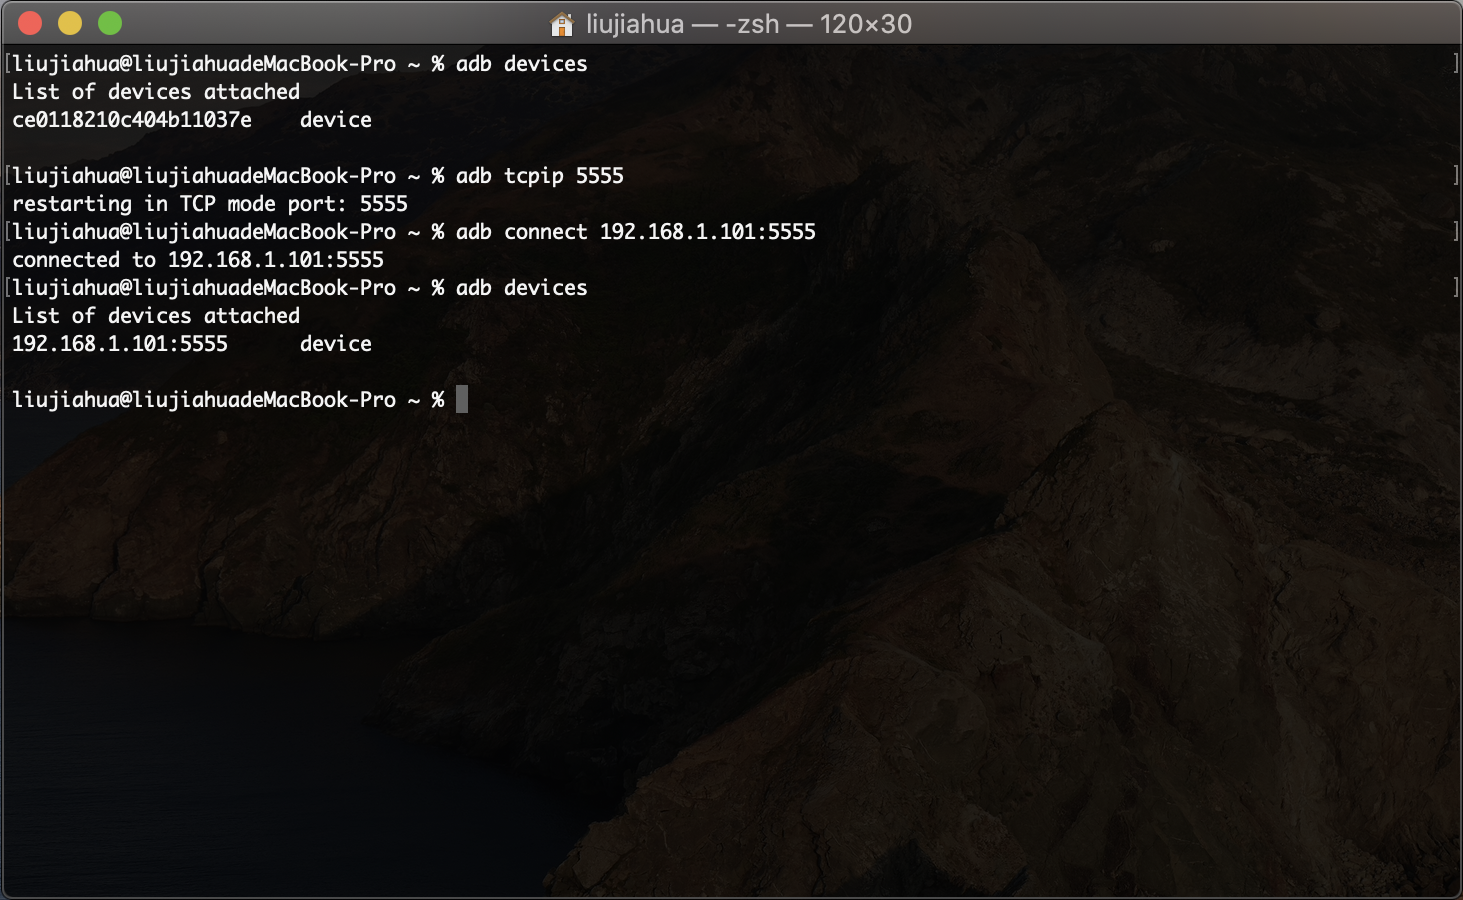 liujiahua — -zsh — 120×30
[liujiahua@liujiahuadeMacBook-Pro ~ % adb devices ]
List of devices attached
ce0118210c404b11037e    device
[liujiahua@liujiahuadeMacBook-Pro ~ % adb tcpip 5555 ]
restarting in TCP mode port: 5555
[liujiahua@liujiahuadeMacBook-Pro ~ % adb connect 192.168.1.101:5555 ]
connected to 192.168.1.101:5555
[liujiahua@liujiahuadeMacBook-Pro ~ % adb devices ]
List of devices attached
192.168.1.101:5555      device
liujiahua@liujiahuadeMacBook-Pro ~ %